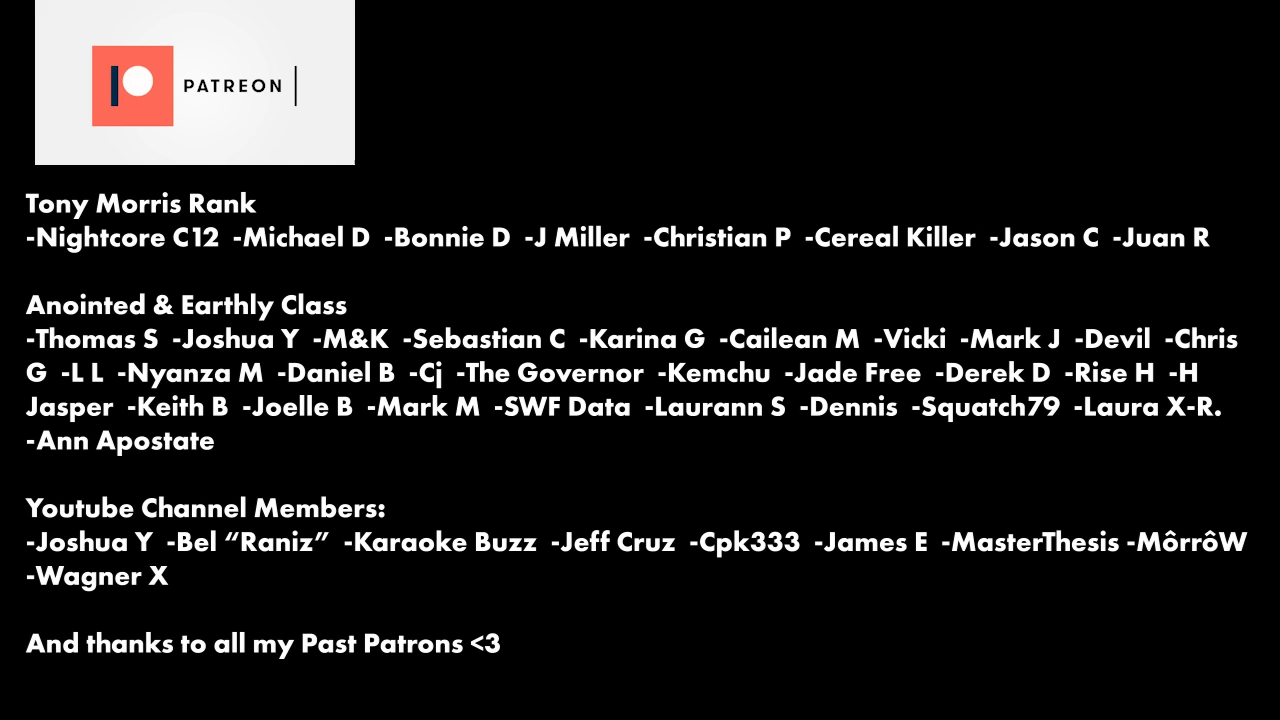 PATREON
Tony Morris Rank
-Nightcore C12 -Michael D -Bonnie D -J Miller -Christian P -Cereal Killer -Jason C -Juan R
Anointed & Earthly Class
-Thomas S -Joshua Y -M&K -Sebastian C -Karina G -Cailean M -Vicki -Mark J -Devil -Chris
G -L L -Nyanza M -Daniel B -Cj -The Governor -Kemchu -Jade Free -Derek D -Rise H -H
Jasper -Keith B -Joelle B -Mark M -SWF Data -Laurann S -Dennis -Squatch79 -Laura X-R.
-Ann Apostate
Youtube Channel Members:
-Joshua Y -Bel “Raniz” -Karaoke Buzz -Jeff Cruz -Cpk333 -James E -MasterThesis -MôrrôW
-Wagner X
And thanks to all my Past Patrons <3